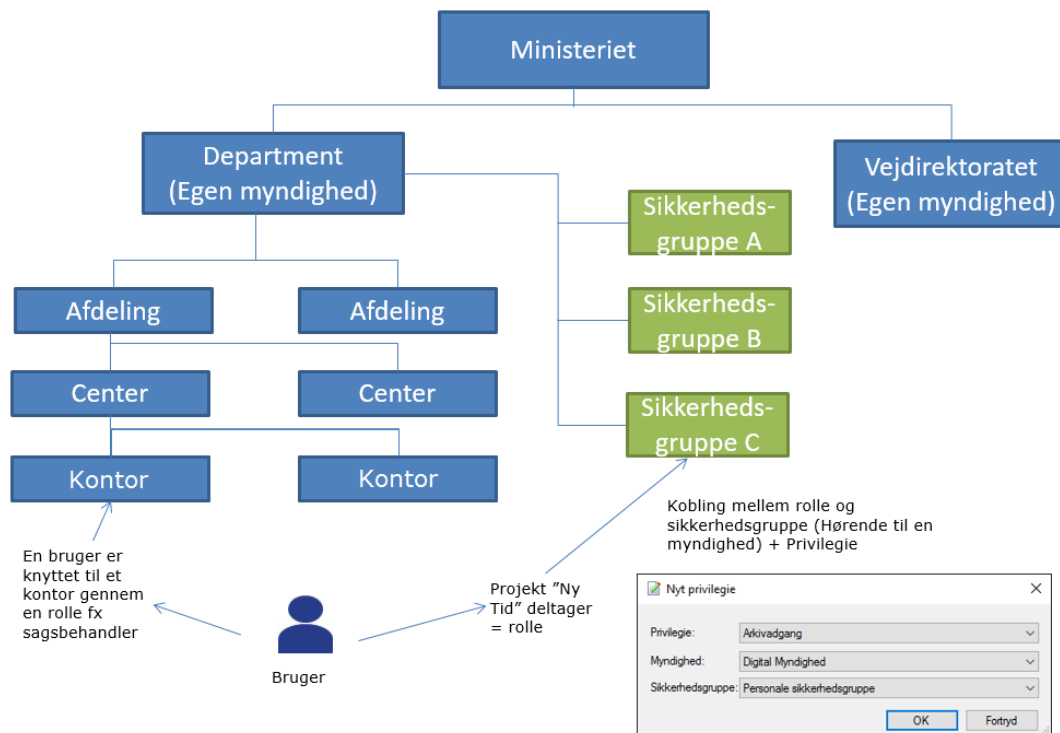 Ministeriet
Department
(Egen myndighed)
Vejdirektoratet
(Egen myndighed)
Sikkerheds-
gruppe A
Afdeling
Afdeling
Sikkerheds-
gruppe B
Center
Center
Sikkerheds-
gruppe C
Kontor
Kontor
Kobling mellem rolle og
sikkerhedsgruppe (Hørende til en
myndighed) + Privilegie
En bruger er
knyttet til et
kontor gennem
en rolle fx
sagsbehandler
Projekt ”Ny
Tid” deltager
= rolle
Bruger
Nyt privilegie
Privilegie: Arkivadgang
Myndighed: Digital Myndighed
Sikkerhedsgruppe: Personale sikkerhedsgruppe
OK Fortryd